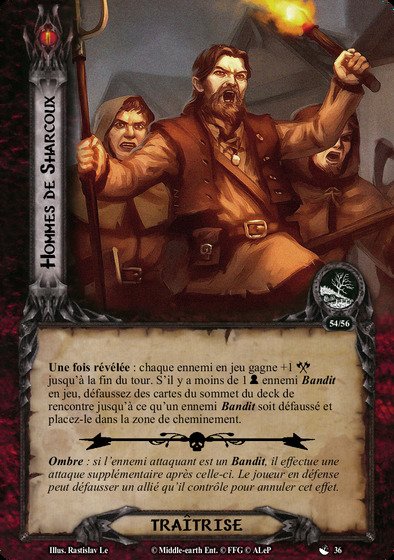 HOMMES DE SHARCOUX
54/56
Une fois révélée : chaque ennemi en jeu gagne +1
jusqu'à la fin du tour. S'il y a moins de 1 ennemi Bandit
en jeu, défaussez des cartes du sommet du deck de
rencontre jusqu'à ce qu'un ennemi Bandit soit défaussé et
placez-le dans la zone de cheminement.
Ombre : si l'ennemi attaquant est un Bandit, il effectue une
attaque supplémentaire après celle-ci. Le joueur en défense
peut défausser un allié qu'il contrôle pour annuler cet effet.
TRAÎTRISE
Illus. Rastislav Le © Middle-earth Ent. © FFG © ALeP 36